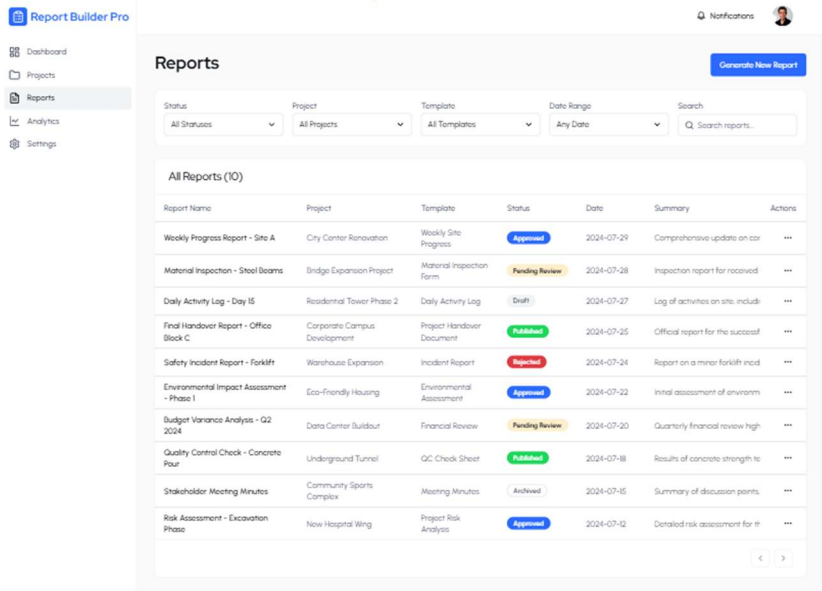 Report Builder Pro
Notifications
Dashboard
Projects
Reports
Analytics
Settings
Reports
Generate New Report
Status
Project
Template
Date Range
Search
All Statuses
All Projects
All Templates
Any Date
Search reports...
All Reports (10)
Report Name Project Template Status Date Summary Actions
Weekly Progress Report - Site A City Center Renovation Weekly Site Progress Approved 2024-07-29 Comprehensive update on cor
Material Inspection - Steel Beams Bridge Expansion Project Material Inspection Form Pending Review 2024-07-28 Inspection report for received
Daily Activity Log - Day 15 Residential Tower Phase 2 Daily Activity Log Draft 2024-07-27 Log of activities on site, includi
Final Handover Report - Office Block C Corporate Campus Development Project Handover Document Published 2024-07-25 Official report for the successf
Safety Incident Report - Forklift Warehouse Expansion Incident Report Rejected 2024-07-24 Report on a minor forklift incid
Environmental Impact Assessment - Phase 1 Eco-Friendly Housing Environmental Assessment Approved 2024-07-22 Initial assessment of environm
Budget Variance Analysis - Q2 2024 Data Center Buildout Financial Review Pending Review 2024-07-20 Quarterly financial review high
Quality Control Check - Concrete Pour Underground Tunnel QC Check Sheet Published 2024-07-18 Results of concrete strength te
Stakeholder Meeting Minutes Community Sports Complex Meeting Minutes Archived 2024-07-15 Summary of discussion points,
Risk Assessment - Excavation Phase New Hospital Wing Project Risk Analysis Approved 2024-07-12 Detailed risk assessment for th